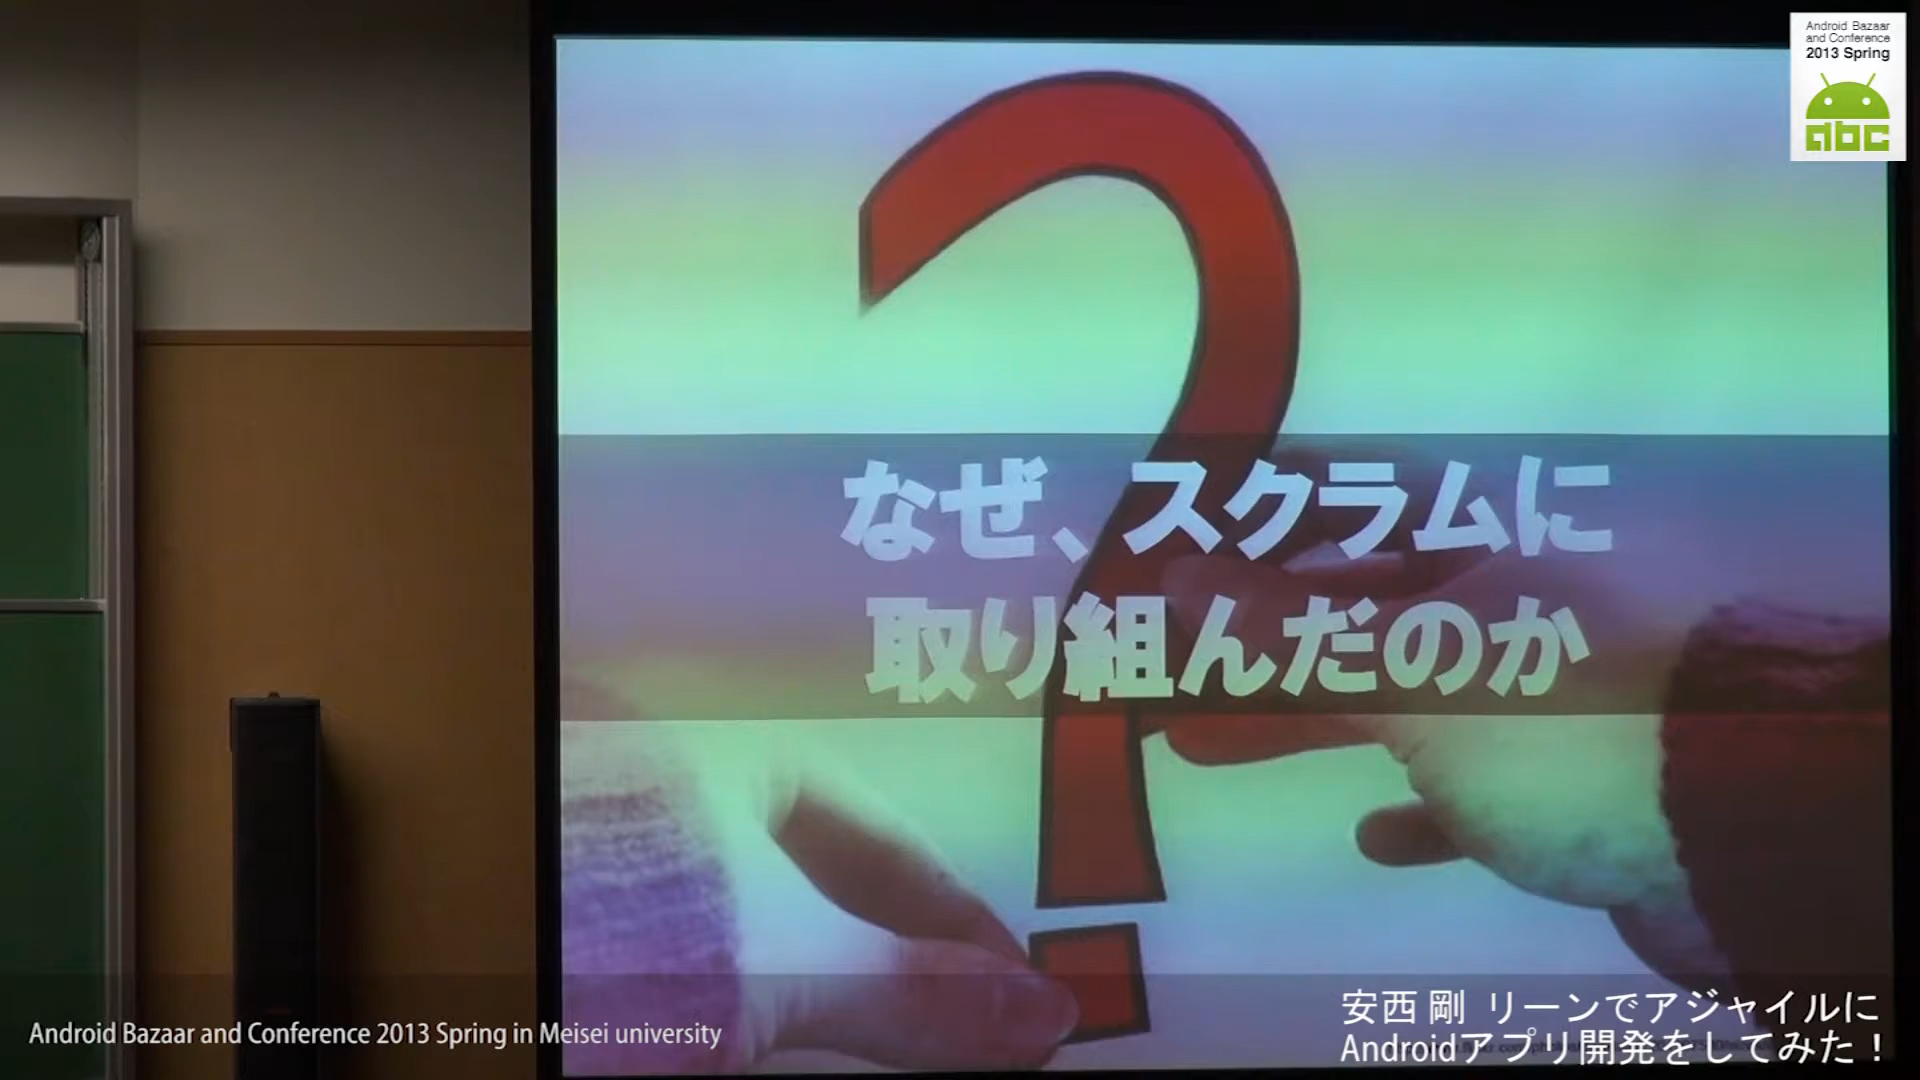 Android Bazaar
and Conference
2013 Spring
abc
なぜ、スクラムに
取り組んだのか
Android Bazaar and Conference 2013 Spring in Meisei university
安西 剛 リーンでアジャイルに
Androidアプリ開発をしてみた！